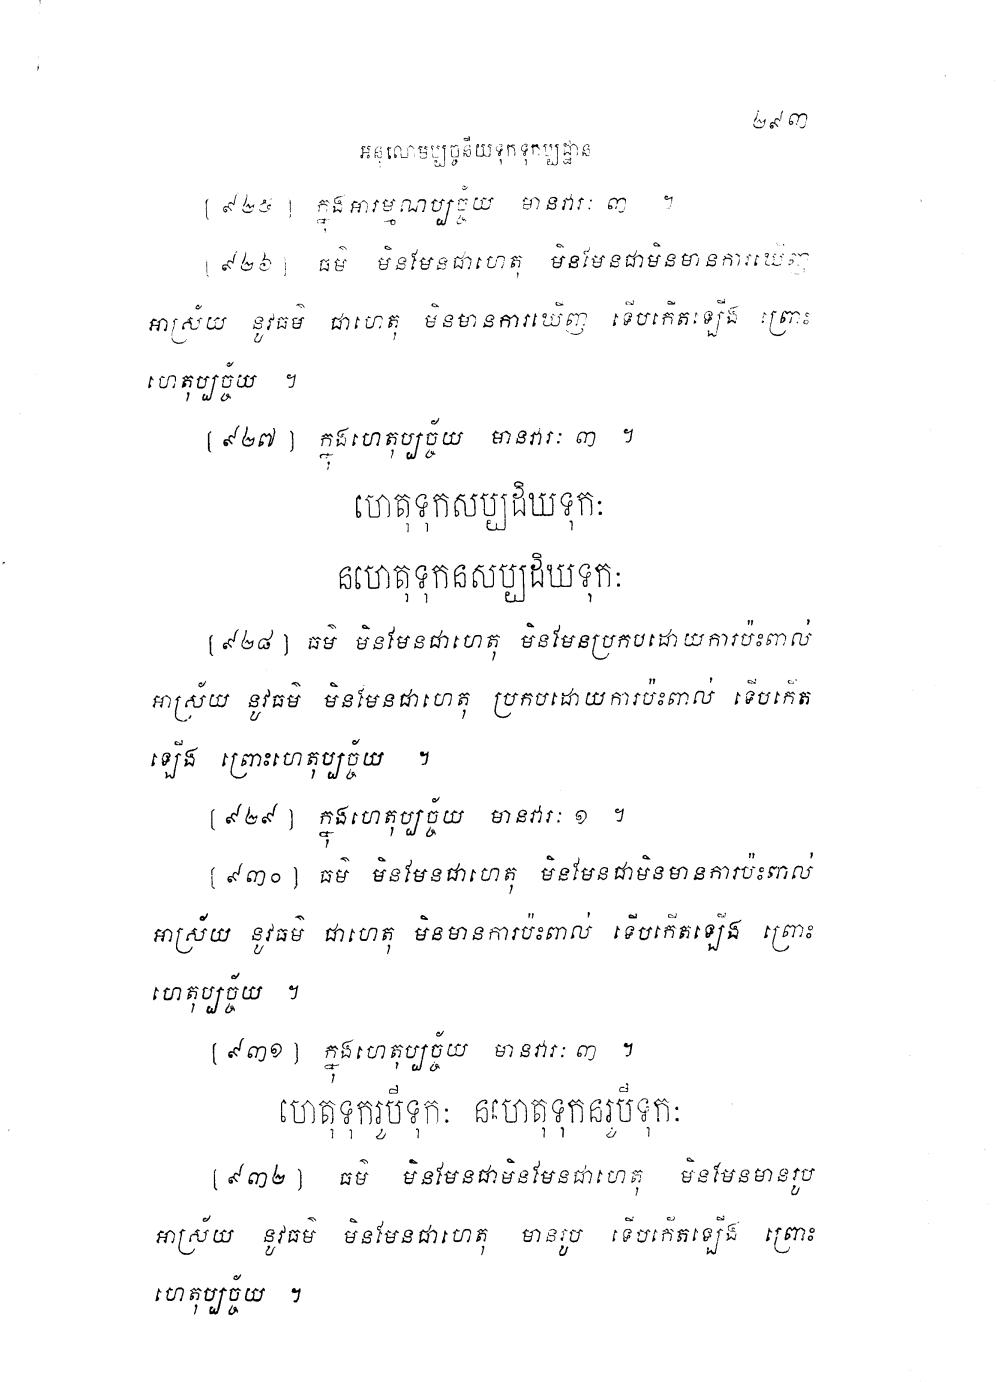 ២៩៣
អនុលោមប្បច្ចនីយទុកទុកប្បដ្ឋាន
[៩២៥] ក្នុងអារម្មណប្បច្ច័យ មានវារៈ ៣ ។
[៩២៦] ធម៌ មិនមែនជាហេតុ មិនមែនជាមិនមានការឃើញ
អាស្រ័យ នូវធម៌ ជាហេតុ មិនមានការឃើញ ទើបកើតឡើង ព្រោះ
ហេតុប្បច្ច័យ ។
[៩២៧] ក្នុងហេតុប្បច្ច័យ មានវារៈ ៣ ។
ហេតុទុកសប្បដិឃទុកៈ
នហេតុទុកនសប្បដិឃទុកៈ
[៩២៨] ធម៌ មិនមែនជាហេតុ មិនមែនប្រកបដោយការប៉ះពាល់
អាស្រ័យ នូវធម៌ មិនមែនជាហេតុ ប្រកបដោយការប៉ះពាល់ ទើបកើត
ឡើង ព្រោះហេតុប្បច្ច័យ ។
[៩២៩] ក្នុងហេតុប្បច្ច័យ មានវារៈ ១ ។
[៩៣០] ធម៌ មិនមែនជាហេតុ មិនមែនជាមិនមានការប៉ះពាល់
អាស្រ័យ នូវធម៌ ជាហេតុ មិនមានការប៉ះពាល់ ទើបកើតឡើង ព្រោះ
ហេតុប្បច្ច័យ ។
[៩៣១] ក្នុងហេតុប្បច្ច័យ មានវារៈ ៣ ។
ហេតុទុករូបីទុកៈ នហេតុទុកនរូបីទុកៈ
[៩៣២] ធម៌ មិនមែនជាមិនមែនជាហេតុ មិនមែនមានរូប
អាស្រ័យ នូវធម៌ មិនមែនជាហេតុ មានរូប ទើបកើតឡើង ព្រោះ
ហេតុប្បច្ច័យ ។